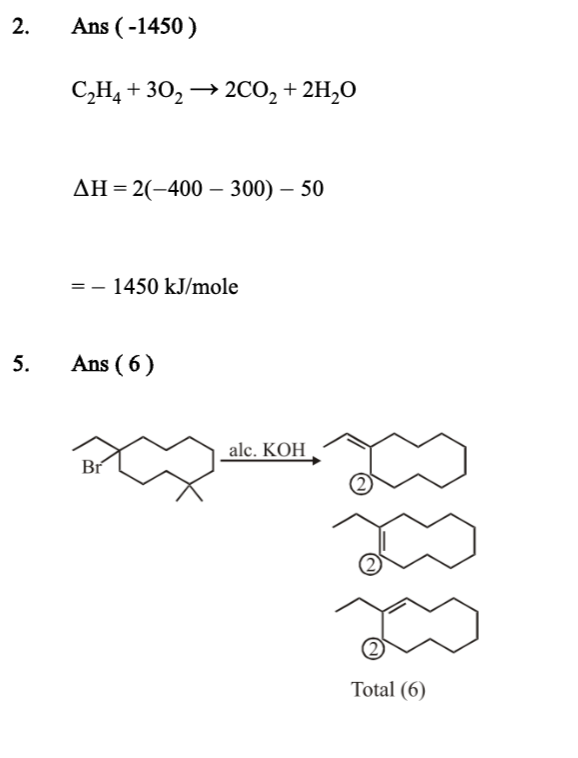 2. Ans ( -1450 )
C₂H₄ + 3O₂ → 2CO₂ + 2H₂O
ΔH = 2(–400 – 300) – 50
= – 1450 kJ/mole
5. Ans ( 6 )
alc. KOH
Br
2
2
2
Total (6)